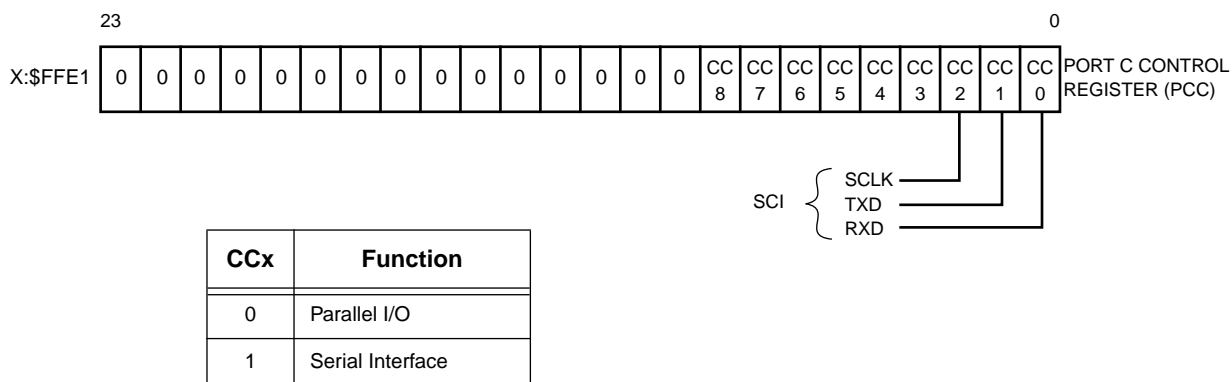 23 0
X:$FFE1 0 0 0 0 0 0 0 0 0 0 0 0 0 0 0 CC 8 CC 7 CC 6 CC 5 CC 4 CC 3 CC 2 CC 1 CC 0 PORT C CONTROL
REGISTER (PCC)
SCLK
SCI TXD
RXD
CCx Function
0 Parallel I/O
1 Serial Interface